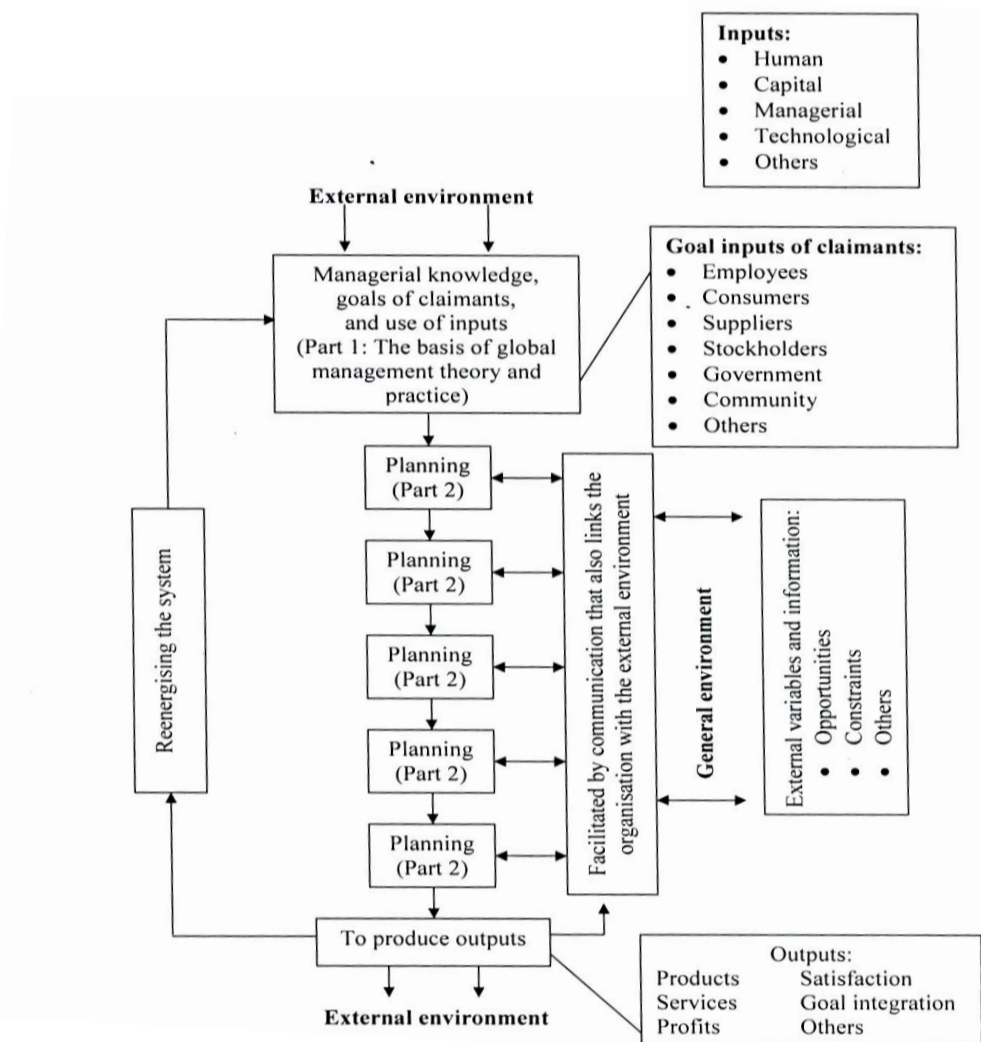 Inputs:
• Human
• Capital
• Managerial
• Technological
• Others
External environment
Managerial knowledge,
goals of claimants,
and use of inputs
(Part 1: The basis of global
management theory and
practice)
Goal inputs of claimants:
• Employees
• Consumers
• Suppliers
• Stockholders
• Government
• Community
• Others
Planning
(Part 2)
Planning
(Part 2)
Planning
(Part 2)
Planning
(Part 2)
Planning
(Part 2)
Reenergising the system
Facilitated by communication that also links the
organisation with the external environment
General environment
External variables and information:
• Opportunities
• Constraints
• Others
To produce outputs
External environment
Outputs:
Products Satisfaction
Services Goal integration
Profits Others